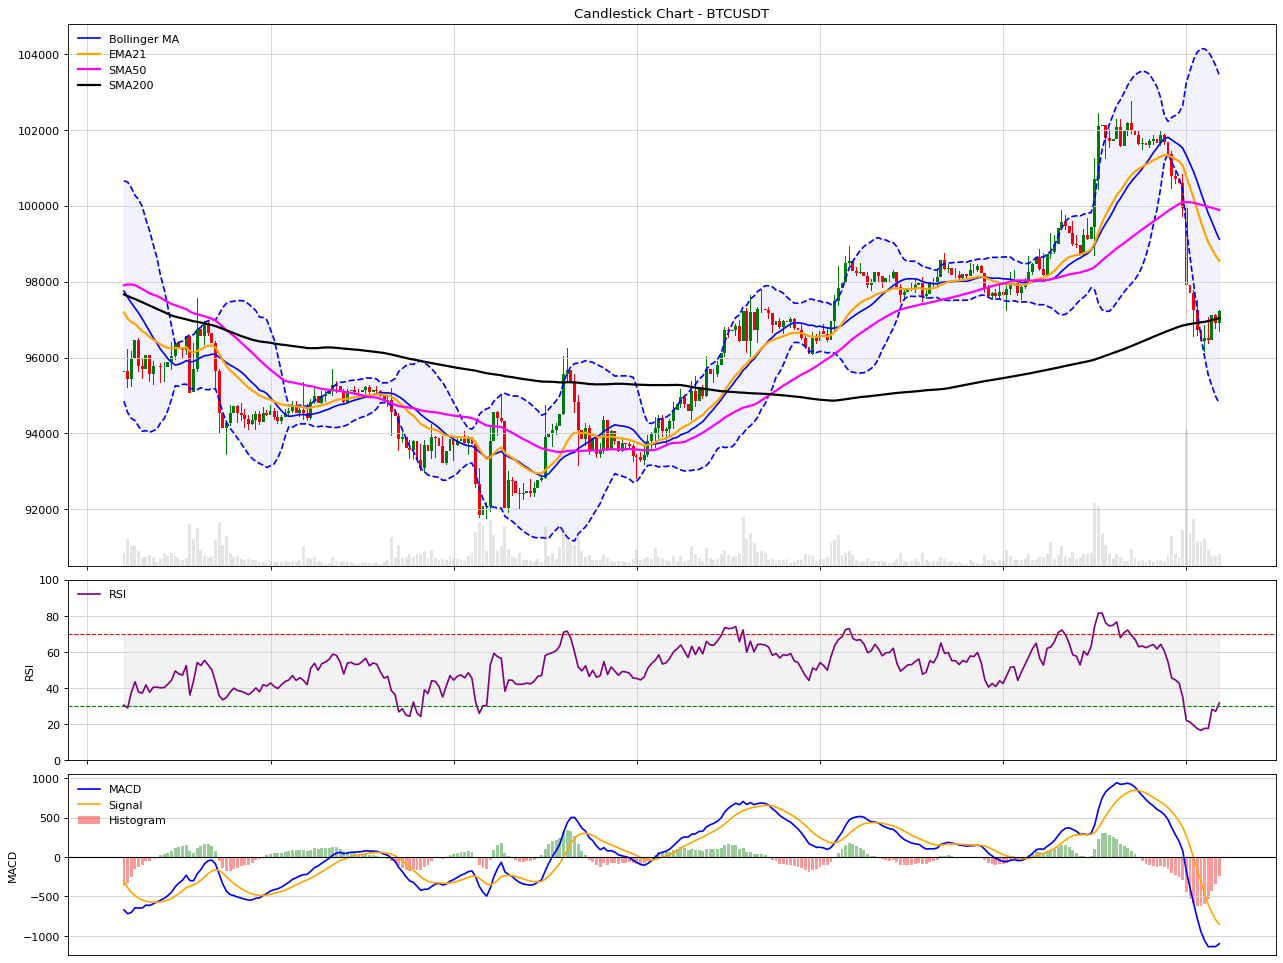 Candlestick Chart - BTCUSDT
Bollinger MA
EMA21
SMA50
SMA200
104000
102000
100000
98000
96000
94000
92000
RSI
100
80
60
40
20
0
RSI
MACD
Signal
Histogram
1000
500
0
−500
−1000
MACD